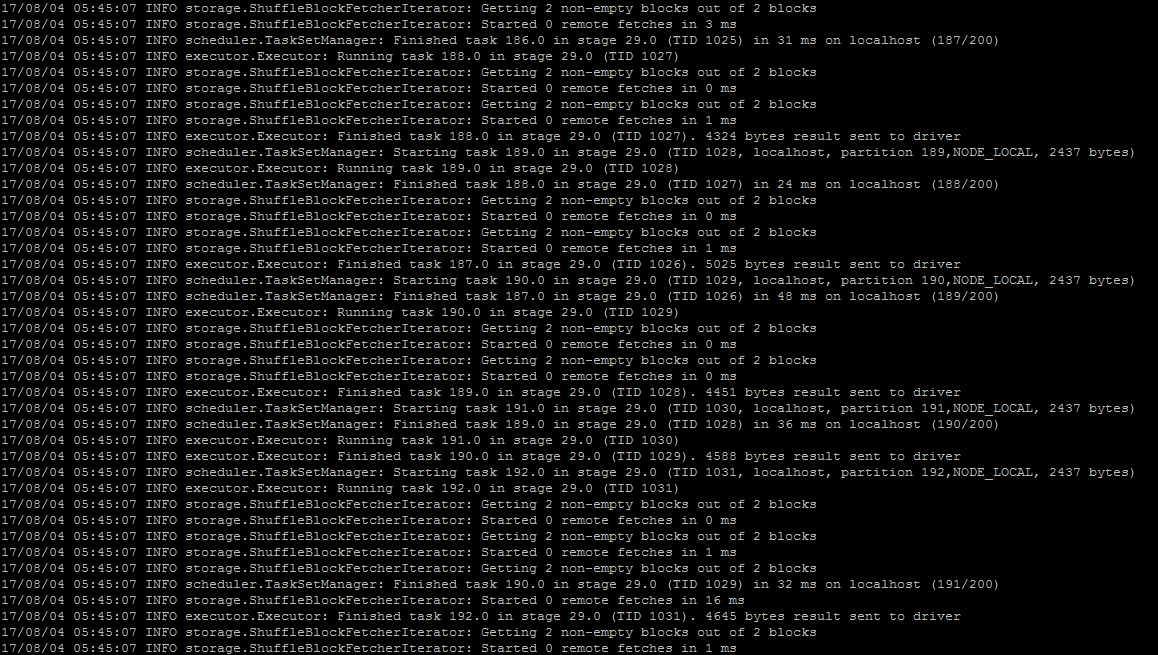 17/08/04 05:45:07 INFO storage.ShuffleBlockFetcherIterator: Getting 2 non-empty blocks out of 2 blocks
17/08/04 05:45:07 INFO storage.ShuffleBlockFetcherIterator: Started 0 remote fetches in 3 ms
17/08/04 05:45:07 INFO scheduler.TaskSetManager: Finished task 186.0 in stage 29.0 (TID 1025) in 31 ms on localhost (187/200)
17/08/04 05:45:07 INFO executor.Executor: Running task 188.0 in stage 29.0 (TID 1027)
17/08/04 05:45:07 INFO storage.ShuffleBlockFetcherIterator: Getting 2 non-empty blocks out of 2 blocks
17/08/04 05:45:07 INFO storage.ShuffleBlockFetcherIterator: Started 0 remote fetches in 0 ms
17/08/04 05:45:07 INFO storage.ShuffleBlockFetcherIterator: Getting 2 non-empty blocks out of 2 blocks
17/08/04 05:45:07 INFO storage.ShuffleBlockFetcherIterator: Started 0 remote fetches in 1 ms
17/08/04 05:45:07 INFO executor.Executor: Finished task 188.0 in stage 29.0 (TID 1027). 4324 bytes result sent to driver
17/08/04 05:45:07 INFO scheduler.TaskSetManager: Starting task 189.0 in stage 29.0 (TID 1028, localhost, partition 189,NODE_LOCAL, 2437 bytes)
17/08/04 05:45:07 INFO executor.Executor: Running task 189.0 in stage 29.0 (TID 1028)
17/08/04 05:45:07 INFO scheduler.TaskSetManager: Finished task 188.0 in stage 29.0 (TID 1027) in 24 ms on localhost (188/200)
17/08/04 05:45:07 INFO storage.ShuffleBlockFetcherIterator: Getting 2 non-empty blocks out of 2 blocks
17/08/04 05:45:07 INFO storage.ShuffleBlockFetcherIterator: Started 0 remote fetches in 0 ms
17/08/04 05:45:07 INFO storage.ShuffleBlockFetcherIterator: Getting 2 non-empty blocks out of 2 blocks
17/08/04 05:45:07 INFO storage.ShuffleBlockFetcherIterator: Started 0 remote fetches in 1 ms
17/08/04 05:45:07 INFO executor.Executor: Finished task 187.0 in stage 29.0 (TID 1026). 5025 bytes result sent to driver
17/08/04 05:45:07 INFO scheduler.TaskSetManager: Starting task 190.0 in stage 29.0 (TID 1029, localhost, partition 190,NODE_LOCAL, 2437 bytes)
17/08/04 05:45:07 INFO scheduler.TaskSetManager: Finished task 187.0 in stage 29.0 (TID 1026) in 48 ms on localhost (189/200)
17/08/04 05:45:07 INFO executor.Executor: Running task 190.0 in stage 29.0 (TID 1029)
17/08/04 05:45:07 INFO storage.ShuffleBlockFetcherIterator: Getting 2 non-empty blocks out of 2 blocks
17/08/04 05:45:07 INFO storage.ShuffleBlockFetcherIterator: Started 0 remote fetches in 0 ms
17/08/04 05:45:07 INFO storage.ShuffleBlockFetcherIterator: Getting 2 non-empty blocks out of 2 blocks
17/08/04 05:45:07 INFO storage.ShuffleBlockFetcherIterator: Started 0 remote fetches in 0 ms
17/08/04 05:45:07 INFO executor.Executor: Finished task 189.0 in stage 29.0 (TID 1028). 4451 bytes result sent to driver
17/08/04 05:45:07 INFO scheduler.TaskSetManager: Starting task 191.0 in stage 29.0 (TID 1030, localhost, partition 191,NODE_LOCAL, 2437 bytes)
17/08/04 05:45:07 INFO scheduler.TaskSetManager: Finished task 189.0 in stage 29.0 (TID 1028) in 36 ms on localhost (190/200)
17/08/04 05:45:07 INFO executor.Executor: Running task 191.0 in stage 29.0 (TID 1030)
17/08/04 05:45:07 INFO executor.Executor: Finished task 190.0 in stage 29.0 (TID 1029). 4588 bytes result sent to driver
17/08/04 05:45:07 INFO scheduler.TaskSetManager: Starting task 192.0 in stage 29.0 (TID 1031, localhost, partition 192,NODE_LOCAL, 2437 bytes)
17/08/04 05:45:07 INFO executor.Executor: Running task 192.0 in stage 29.0 (TID 1031)
17/08/04 05:45:07 INFO storage.ShuffleBlockFetcherIterator: Getting 2 non-empty blocks out of 2 blocks
17/08/04 05:45:07 INFO storage.ShuffleBlockFetcherIterator: Started 0 remote fetches in 0 ms
17/08/04 05:45:07 INFO storage.ShuffleBlockFetcherIterator: Getting 2 non-empty blocks out of 2 blocks
17/08/04 05:45:07 INFO storage.ShuffleBlockFetcherIterator: Started 0 remote fetches in 1 ms
17/08/04 05:45:07 INFO storage.ShuffleBlockFetcherIterator: Getting 2 non-empty blocks out of 2 blocks
17/08/04 05:45:07 INFO scheduler.TaskSetManager: Finished task 190.0 in stage 29.0 (TID 1029) in 32 ms on localhost (191/200)
17/08/04 05:45:07 INFO storage.ShuffleBlockFetcherIterator: Started 0 remote fetches in 16 ms
17/08/04 05:45:07 INFO executor.Executor: Finished task 192.0 in stage 29.0 (TID 1031). 4645 bytes result sent to driver
17/08/04 05:45:07 INFO storage.ShuffleBlockFetcherIterator: Getting 2 non-empty blocks out of 2 blocks
17/08/04 05:45:07 INFO storage.ShuffleBlockFetcherIterator: Started 0 remote fetches in 1 ms